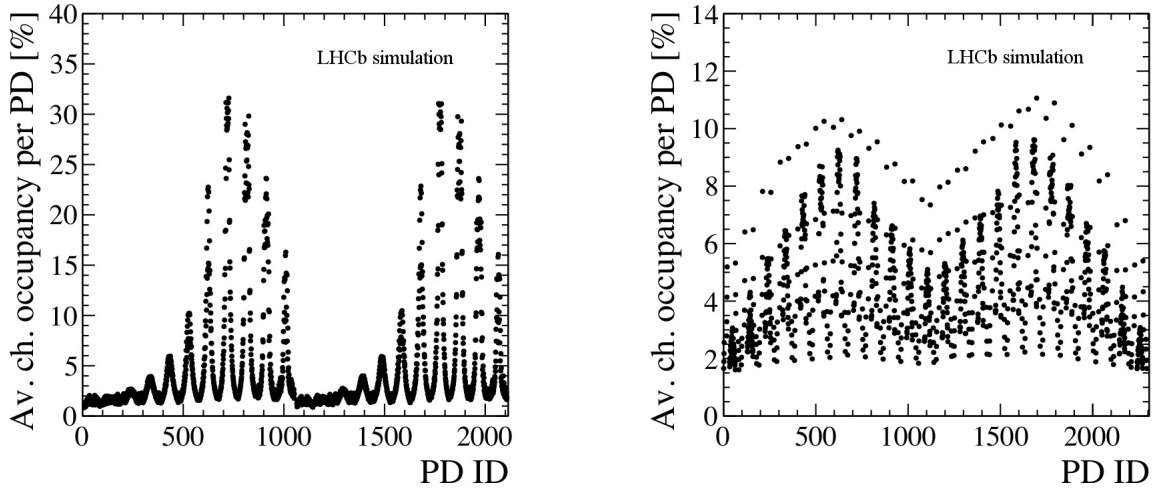 Av. ch. occupancy per PD [%]
40
35
30
25
20
15
10
5
0
LHCb simulation
0 500 1000 1500 2000
PD ID
Av. ch. occupancy per PD [%]
14
12
10
8
6
4
2
0
LHCb simulation
0 500 1000 1500 2000
PD ID